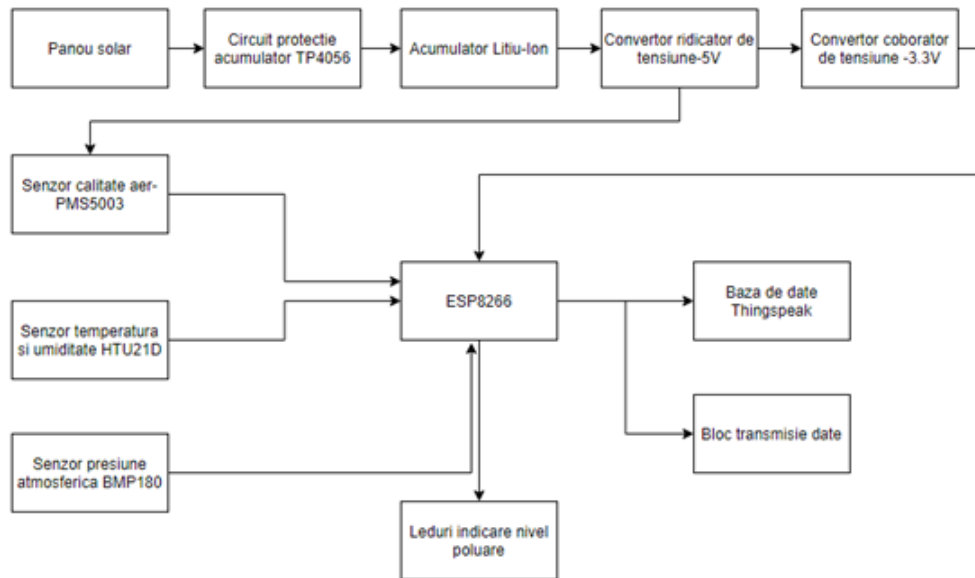 Panou solar
Circuit protectie
acumulator TP4056
Acumulator Litiu-Ion
Convertor ridicator de
tensiune-5V
Convertor coborator
de tensiune -3.3V
Senzor calitate aer-
PMS5003
ESP8266
Baza de date
Thingspeak
Senzor temperatura
si umiditate HTU21D
Bloc transmisie date
Senzor presiune
atmosferica BMP180
Leduri indicare nivel
poluare